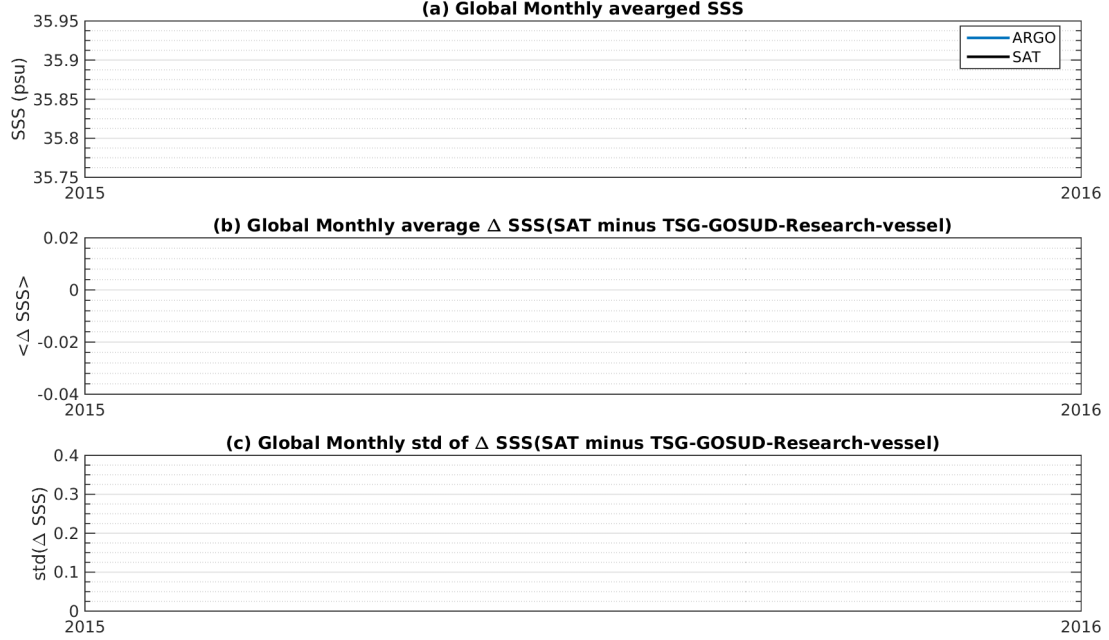 (a) Global Monthly avearged SSS
35.95
35.9
35.85
35.8
35.75
SSS (psu)
ARGO
SAT
2015
2016
(b) Global Monthly average Δ SSS(SAT minus TSG-GOSUD-Research-vessel)
0.02
0
-0.02
-0.04
<Δ SSS>
2015
2016
(c) Global Monthly std of Δ SSS(SAT minus TSG-GOSUD-Research-vessel)
0.4
0.3
0.2
0.1
0
std(Δ SSS)
2015
2016